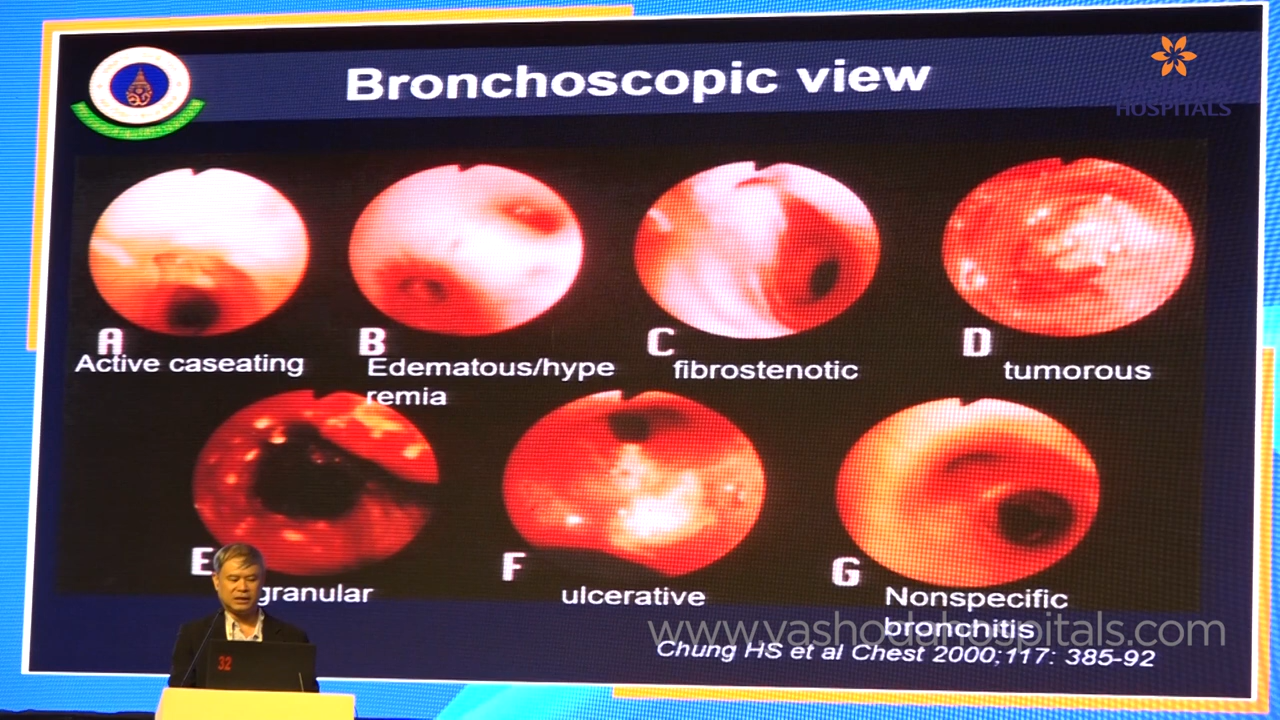 Bronchoscopic view
HOSPITALS
A
Active caseating
B
Edematous/hype
remia
C
fibrostenotic
D
tumorous
E
granular
F
ulcerative
G
Nonspecific
bronchitis
www.yashodahospitals.com
Chung HS et al Chest 2000;117: 385-92
32